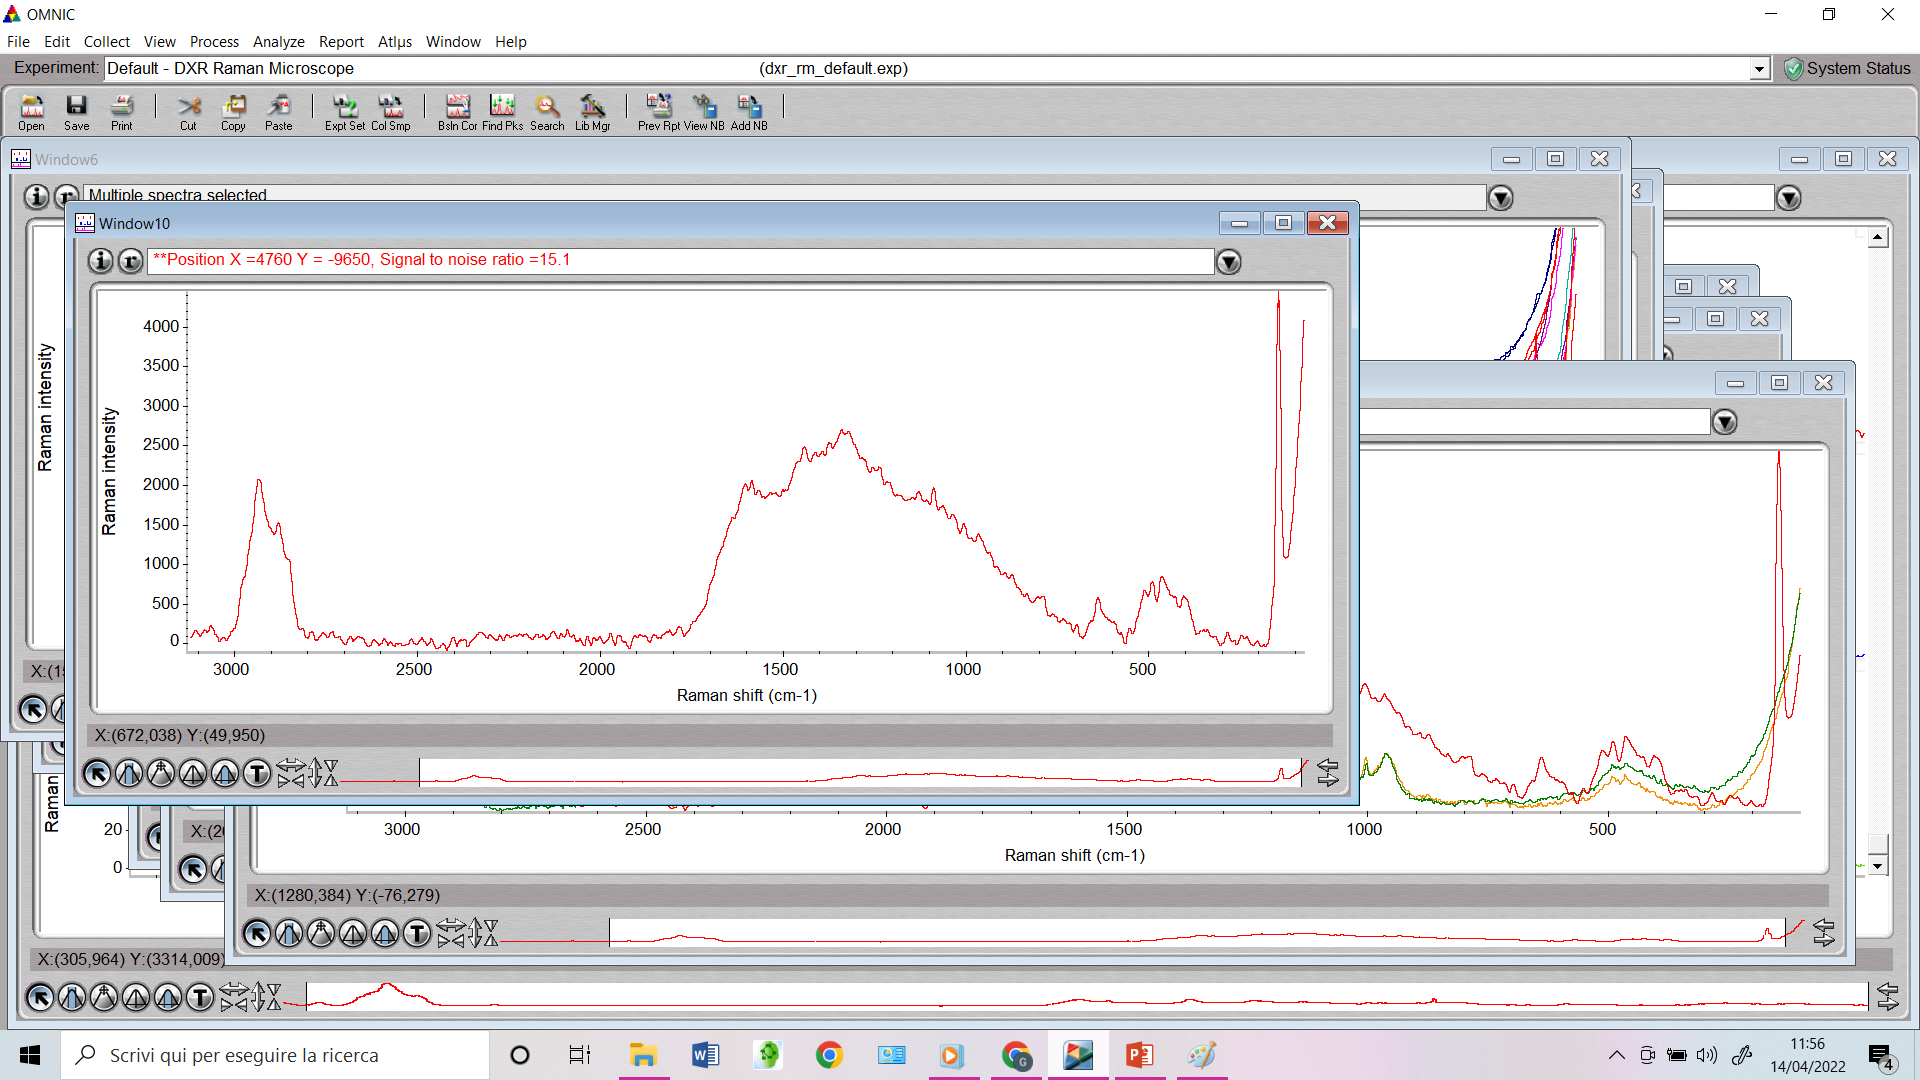 OMNIC
File Edit Collect View Process Analyze Report Atlµs Window Help
Experiment: Default - DXR Raman Microscope (dxr_rm_default.exp) System Status
Open Save Print Cut Copy Paste Expt Set Col Smp Bsln Cor Find Pks Search Lib Mgr Prev Rpt View NB Add NB
Window6
Multiple spectra selected
Window10
**Position X =4760 Y = -9650, Signal to noise ratio =15.1
Raman intensity
Raman intensity
4000
3500
3000
2500
2000
1500
1000
500
0
3000 2500 2000 1500 1000 500
Raman shift (cm-1)
X:(672,038) Y:(49,950)
T
X:(15
Raman
20
0
X:(20
3000 2500 2000 1500 1000 500
Raman shift (cm-1)
X:(1280,384) Y:(-76,279)
T
X:(305,964) Y:(3314,009)
T
Scrivi qui per eseguire la ricerca
11:56
14/04/2022
4